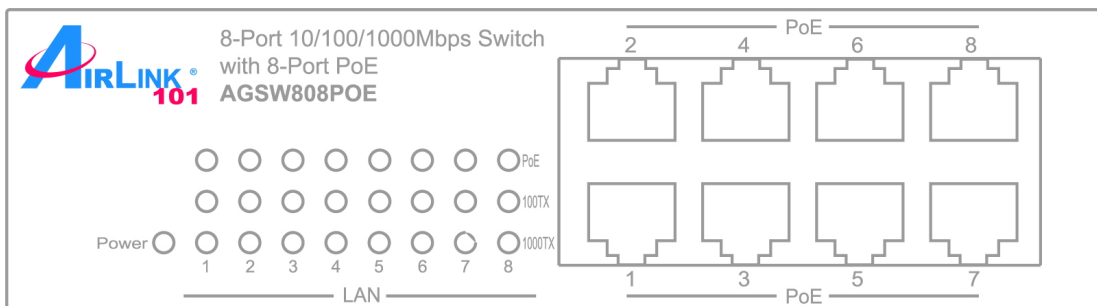 AIRLINK®
101
8-Port 10/100/1000Mbps Switch
with 8-Port PoE
AGSW808POE
PoE
2 4 6 8
PoE
100TX
Power 1000TX
1 2 3 4 5 6 7 8
LAN
1 3 5 7
PoE